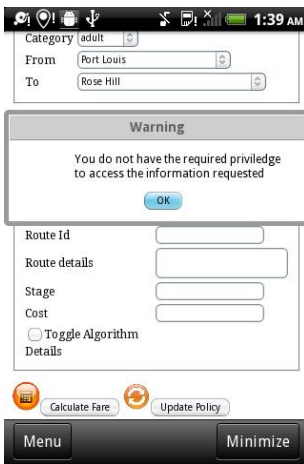 1:39 AM
Category adult
From Port Louis
To Rose Hill
Warning
You do not have the required priviledge
to access the information requested
OK
Route Id
Route details
Stage
Cost
Toggle Algorithm
Details
Calculate Fare Update Policy
Menu Minimize